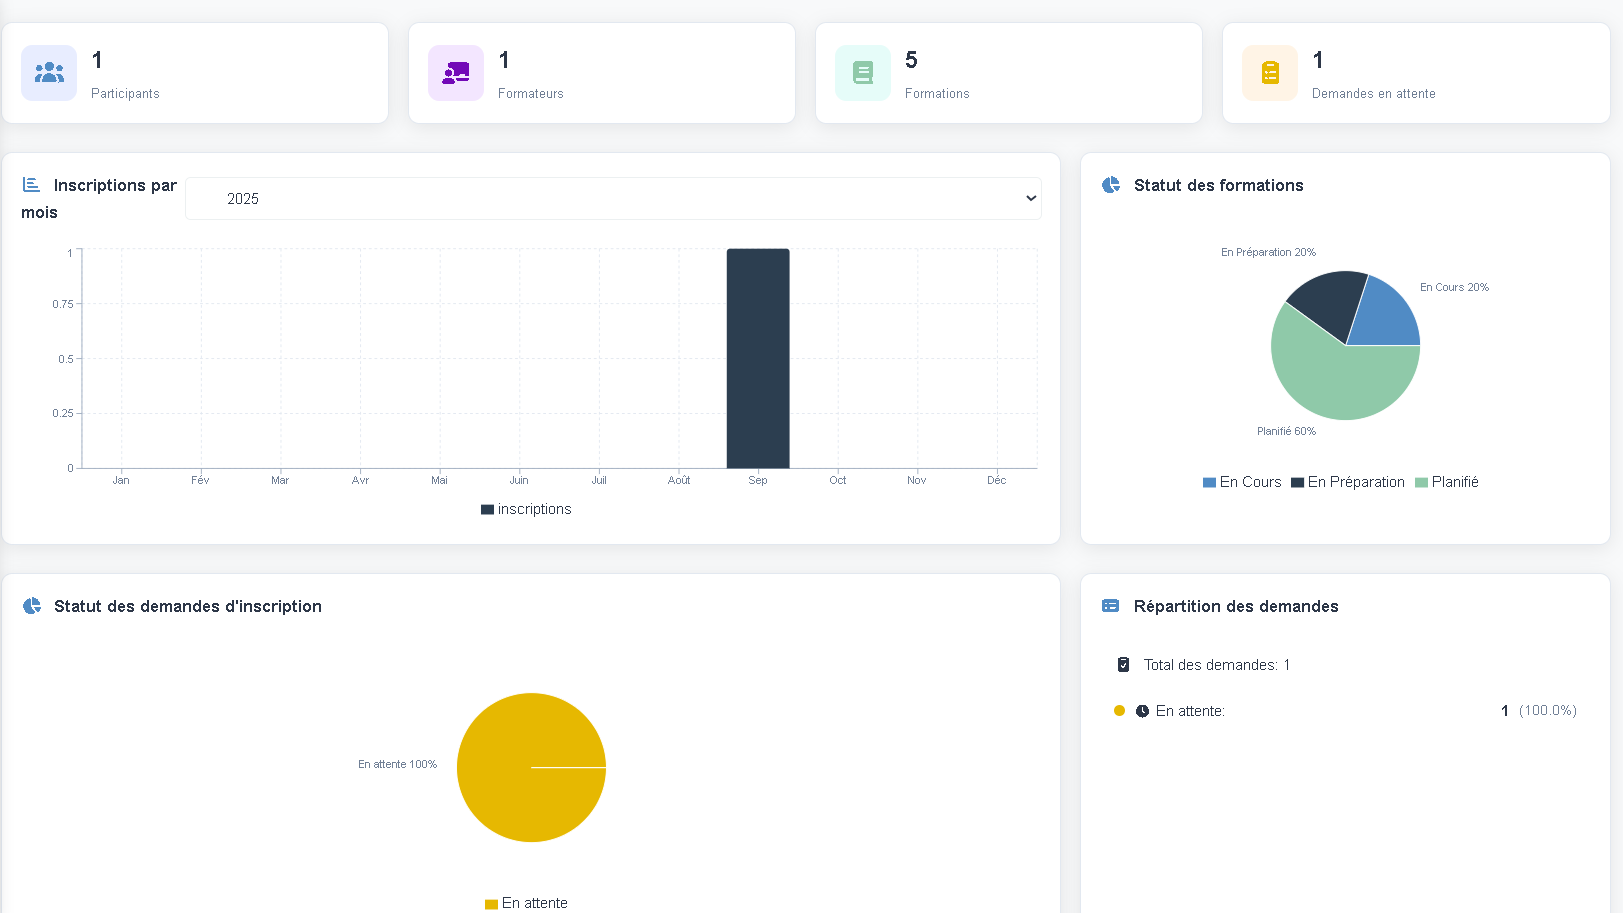 1
Participants
1
Formateurs
5
Formations
1
Demandes en attente
Inscriptions par
mois
2025
1
0.75
0.5
0.25
0
Jan Fév Mar Avr Mai Juin Juil Août Sep Oct Nov Déc
inscriptions
Statut des formations
En Préparation 20%
En Cours 20%
Planifié 60%
En Cours En Préparation Planifié
Statut des demandes d'inscription
En attente 100%
En attente
Répartition des demandes
Total des demandes: 1
En attente: 1 (100.0%)